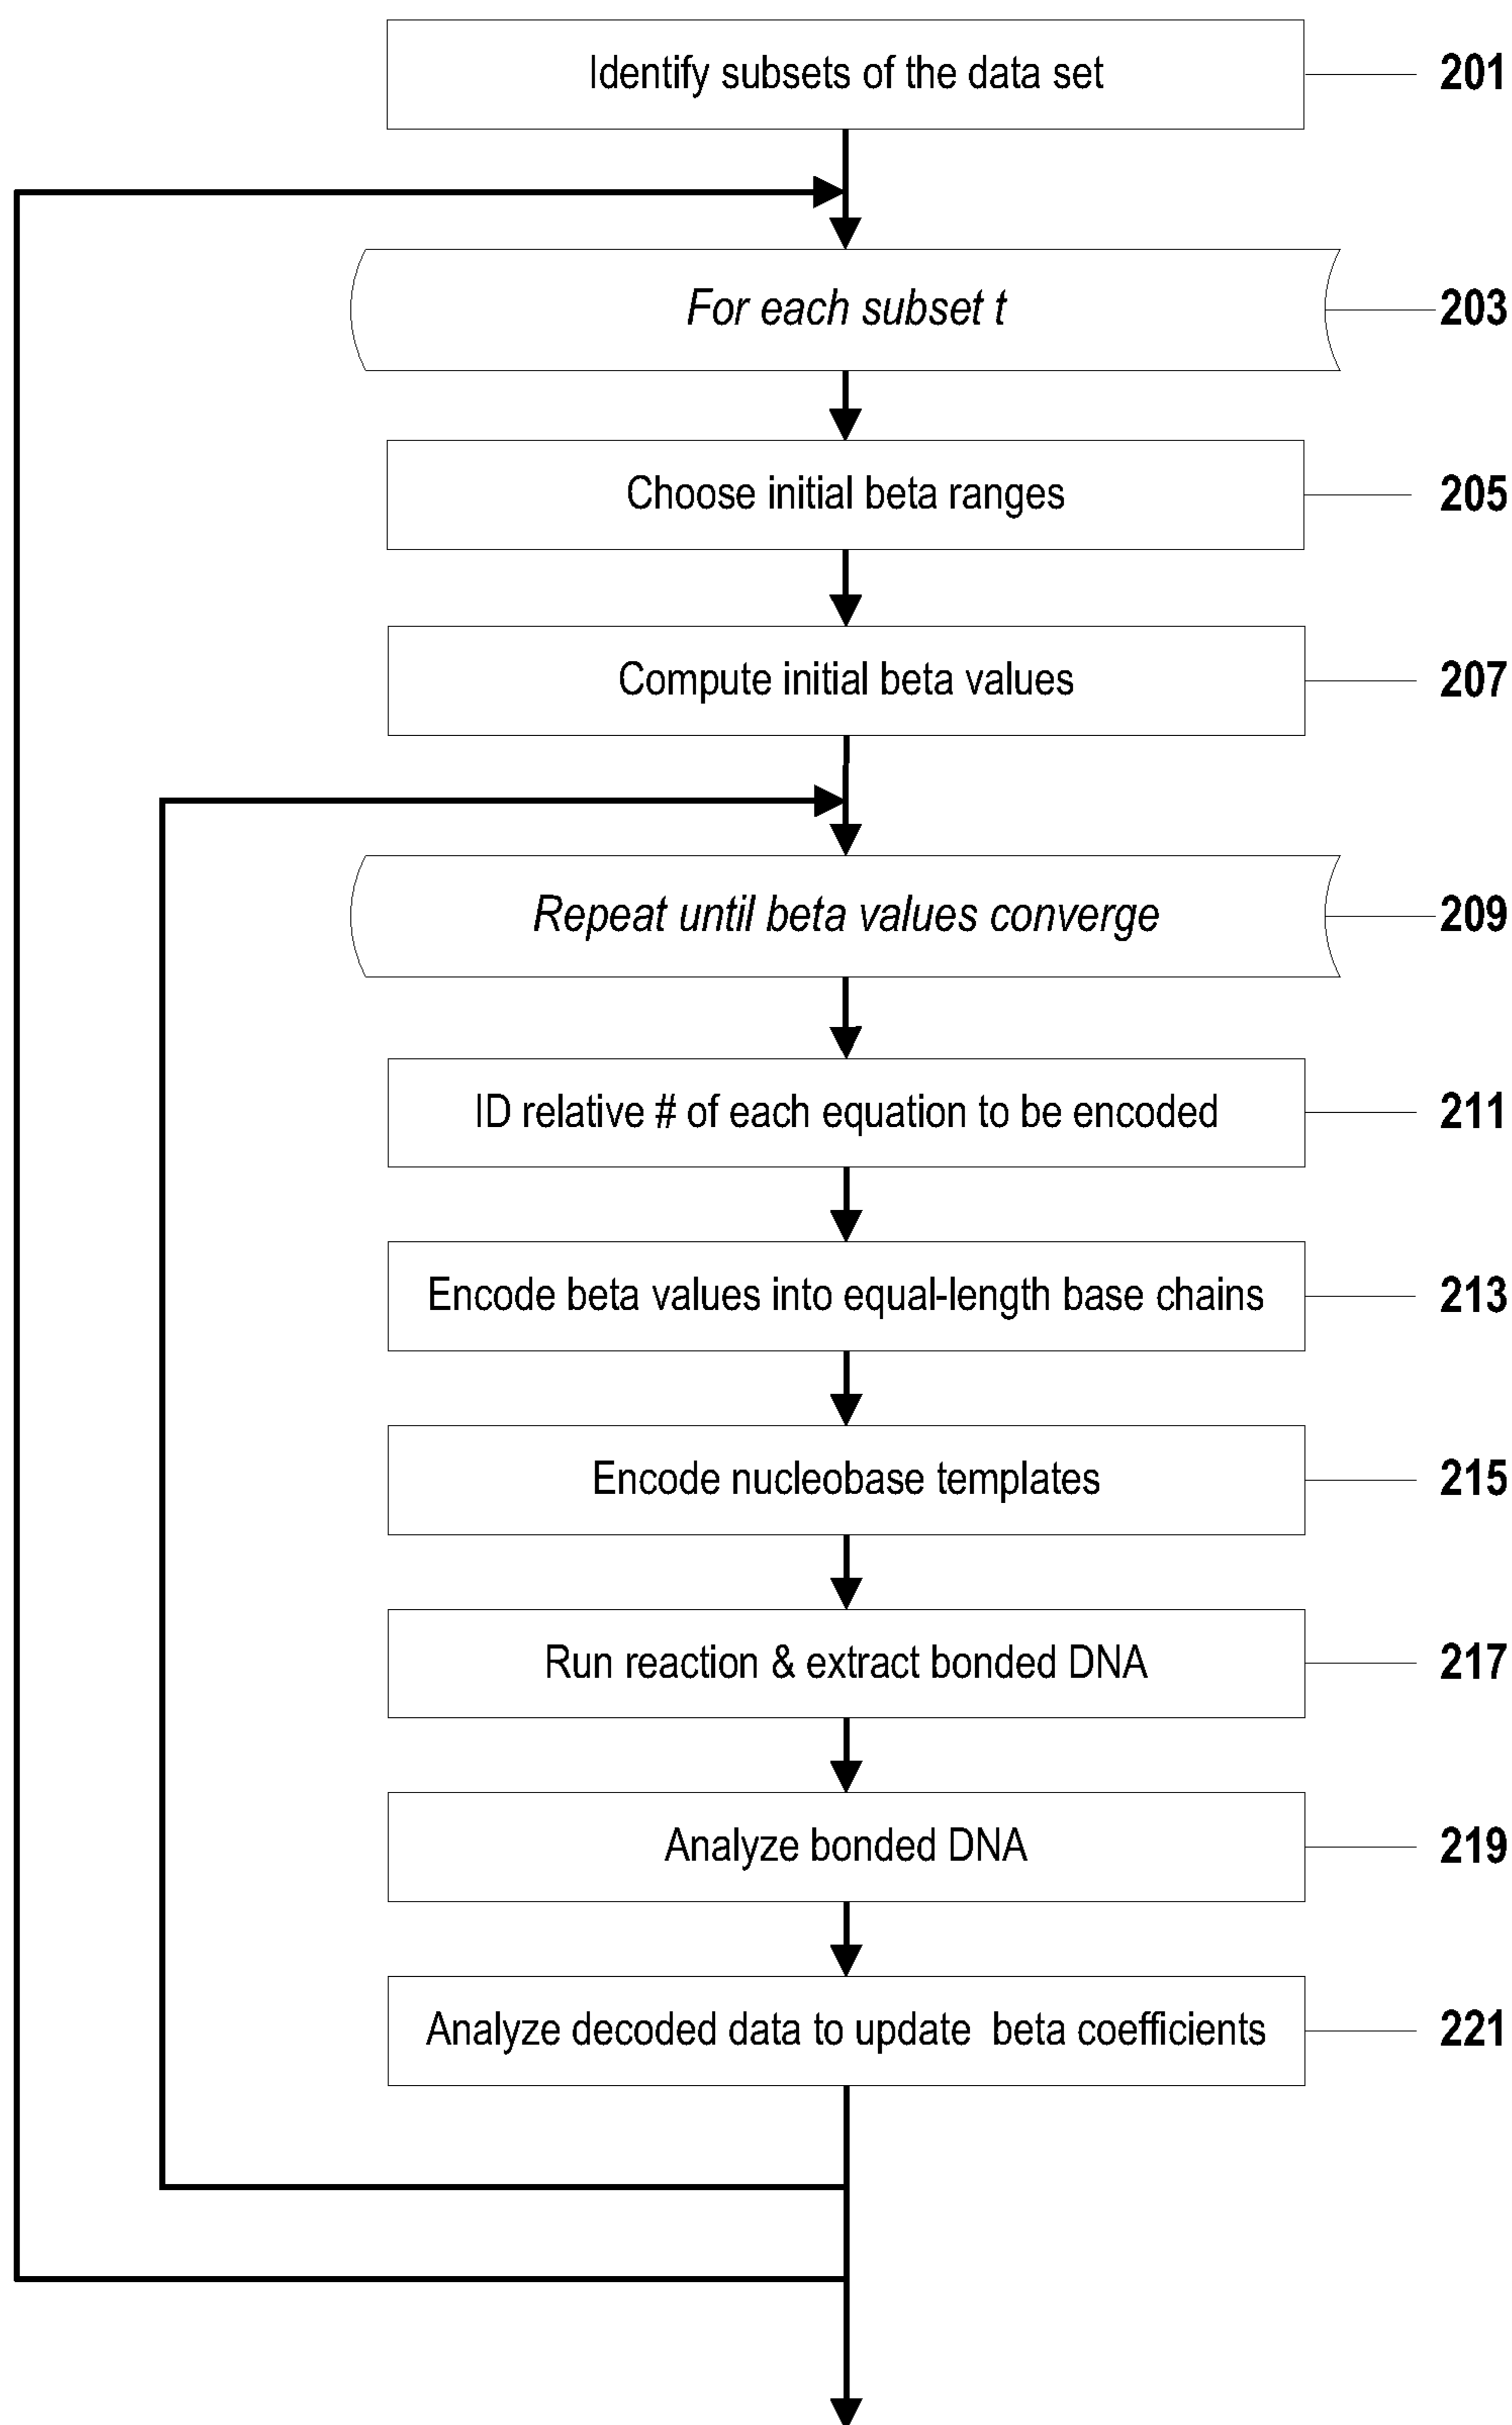 Identify subsets of the data set 201
For each subset t 203
Choose initial beta ranges 205
Compute initial beta values 207
Repeat until beta values converge 209
ID relative # of each equation to be encoded 211
Encode beta values into equal-length base chains 213
Encode nucleobase templates 215
Run reaction & extract bonded DNA 217
Analyze bonded DNA 219
Analyze decoded data to update beta coefficients 221